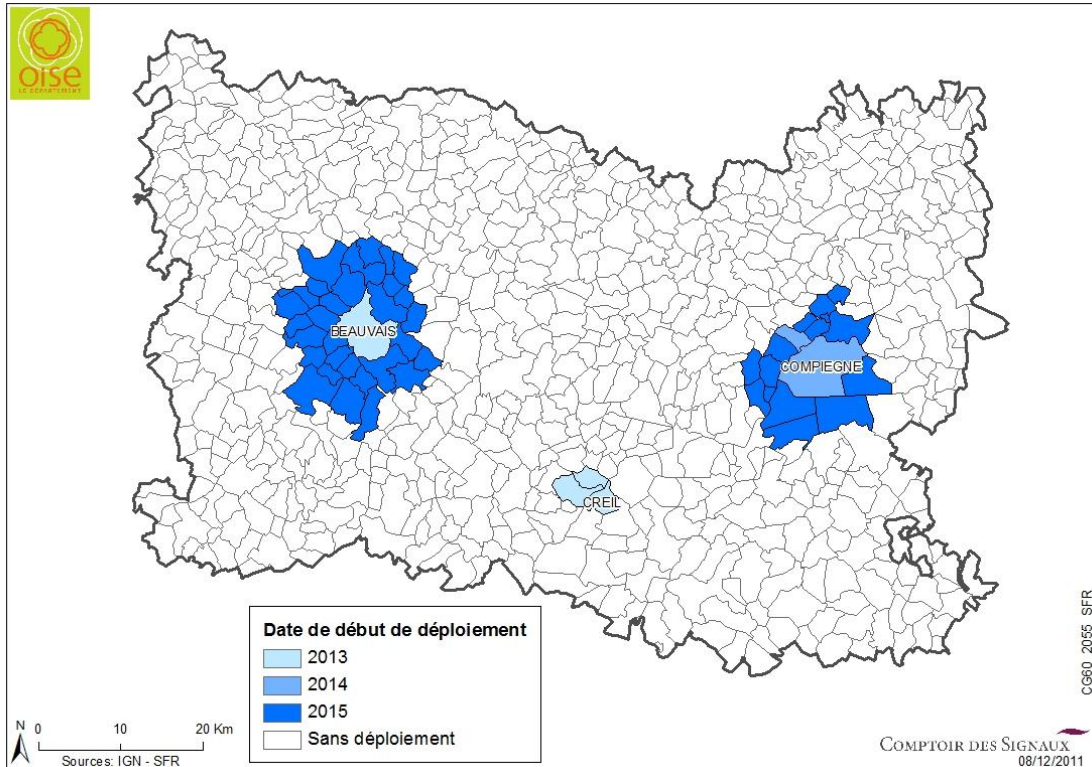 oise
LE DÉPARTEMENT
BEAUVAIS
COMPIEGNE
CREIL
Date de début de déploiement
2013
2014
2015
Sans déploiement
N
0 10 20 Km
Sources: IGN - SFR
CG60_2055_SFR
COMPTOIR DES SIGNAUX
08/12/2011